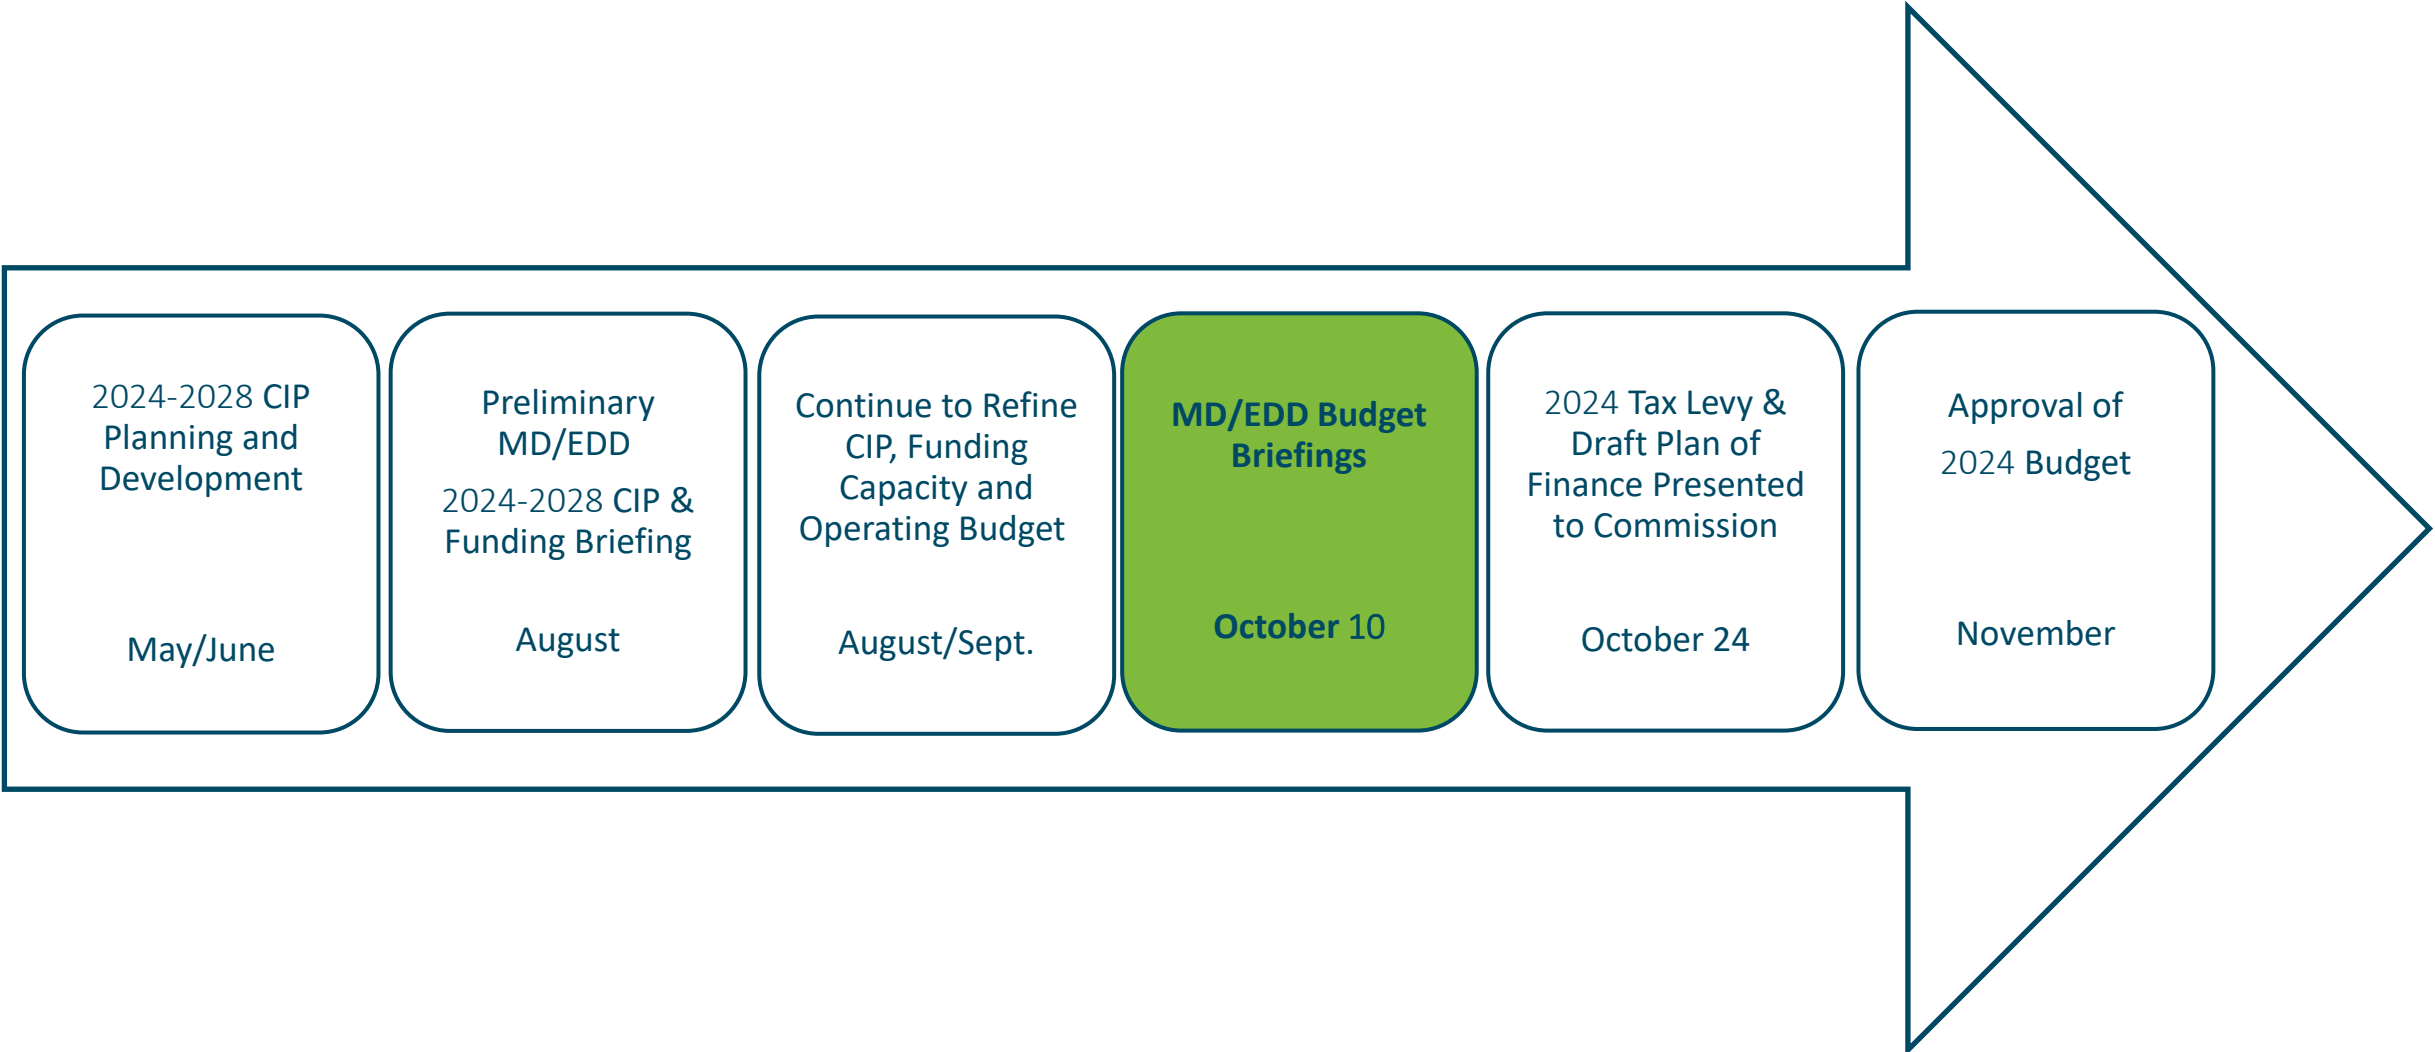 2024-2028 CIP
Planning and
Development
May/June
Preliminary
MD/EDD
2024-2028 CIP &
Funding Briefing
August
Continue to Refine
CIP, Funding
Capacity and
Operating Budget
August/Sept.
MD/EDD Budget
Briefings
October 10
2024 Tax Levy &
Draft Plan of
Finance Presented
to Commission
October 24
Approval of
2024 Budget
November